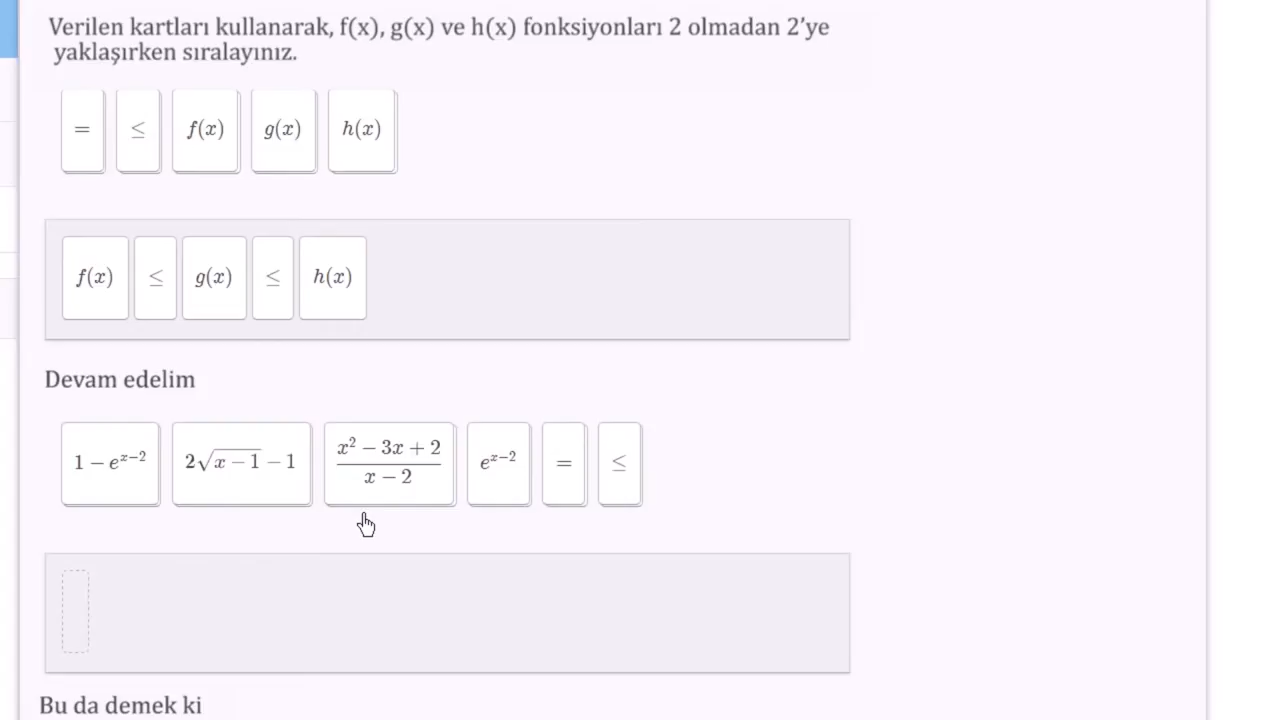 Verilen kartları kullanarak, f(x), g(x) ve h(x) fonksiyonları 2 olmadan 2’ye
yaklaşırken sıralayınız.
= ≤ f(x) g(x) h(x)
f(x) ≤ g(x) ≤ h(x)
Devam edelim
1 − e^{x−2} 2√(x − 1) − 1 (x² − 3x + 2)/(x − 2) e^{x−2} = ≤
Bu da demek ki